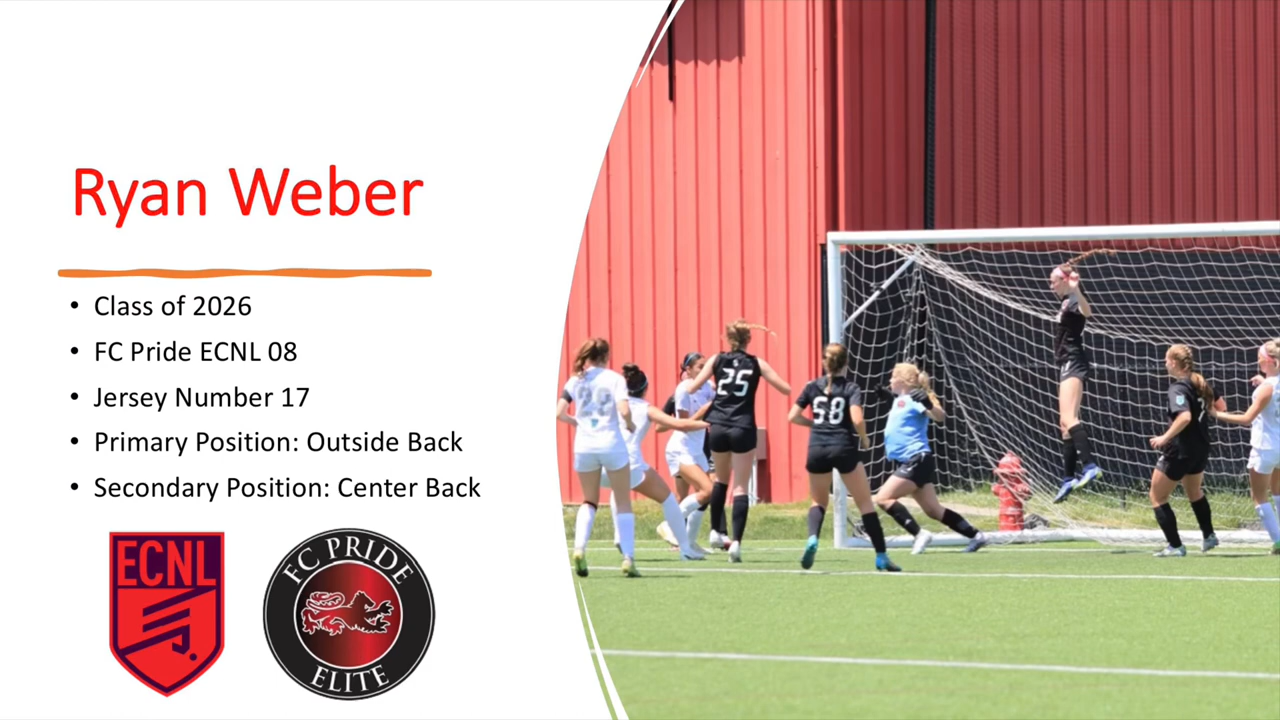 Ryan Weber
• Class of 2026
• FC Pride ECNL 08
• Jersey Number 17
• Primary Position: Outside Back
• Secondary Position: Center Back
ECNL
FC PRIDE
ELITE
25
58